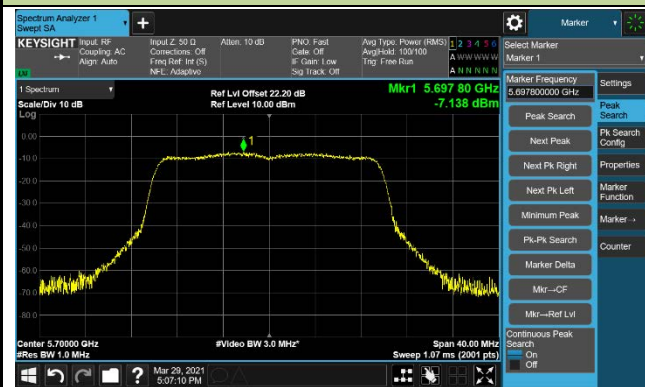 Spectrum Analyzer 1
Swept SA
Marker
KEYSIGHT
Input: RF
Coupling: AC
Align: Auto
Input Z: 50 Ω
Corrections: Off
Freq Ref: Int (S)
NFE: Adaptive
Atten: 10 dB
PNO: Fast
Gate: Off
IF Gain: Low
Sig Track: Off
Avg Type: Power (RMS)
Avg|Hold: 100/100
Trig: Free Run
1 2 3 4 5 6
A W W W W W
A N N N N N
Select Marker
Marker 1
1 Spectrum
Scale/Div 10 dB
Log
Ref Lvl Offset 22.20 dB
Ref Level 10.00 dBm
Mkr1 5.697 80 GHz
-7.138 dBm
Marker Frequency
5.697800000 GHz
Peak Search
Next Peak
Next Pk Right
Next Pk Left
Minimum Peak
Pk-Pk Search
Marker Delta
Mkr→CF
Mkr→Ref Lvl
Continuous Peak
Search
On
Off
Settings
Peak
Search
Pk Search
Config
Properties
Marker
Function
Marker→
Counter
0.00
1
-10.0
-20.0
-30.0
-40.0
-50.0
-60.0
-70.0
-80.0
Center 5.70000 GHz
#Res BW 1.0 MHz
#Video BW 3.0 MHz*
Span 40.00 MHz
Sweep 1.07 ms (2001 pts)
Mar 29, 2021
5:07:10 PM